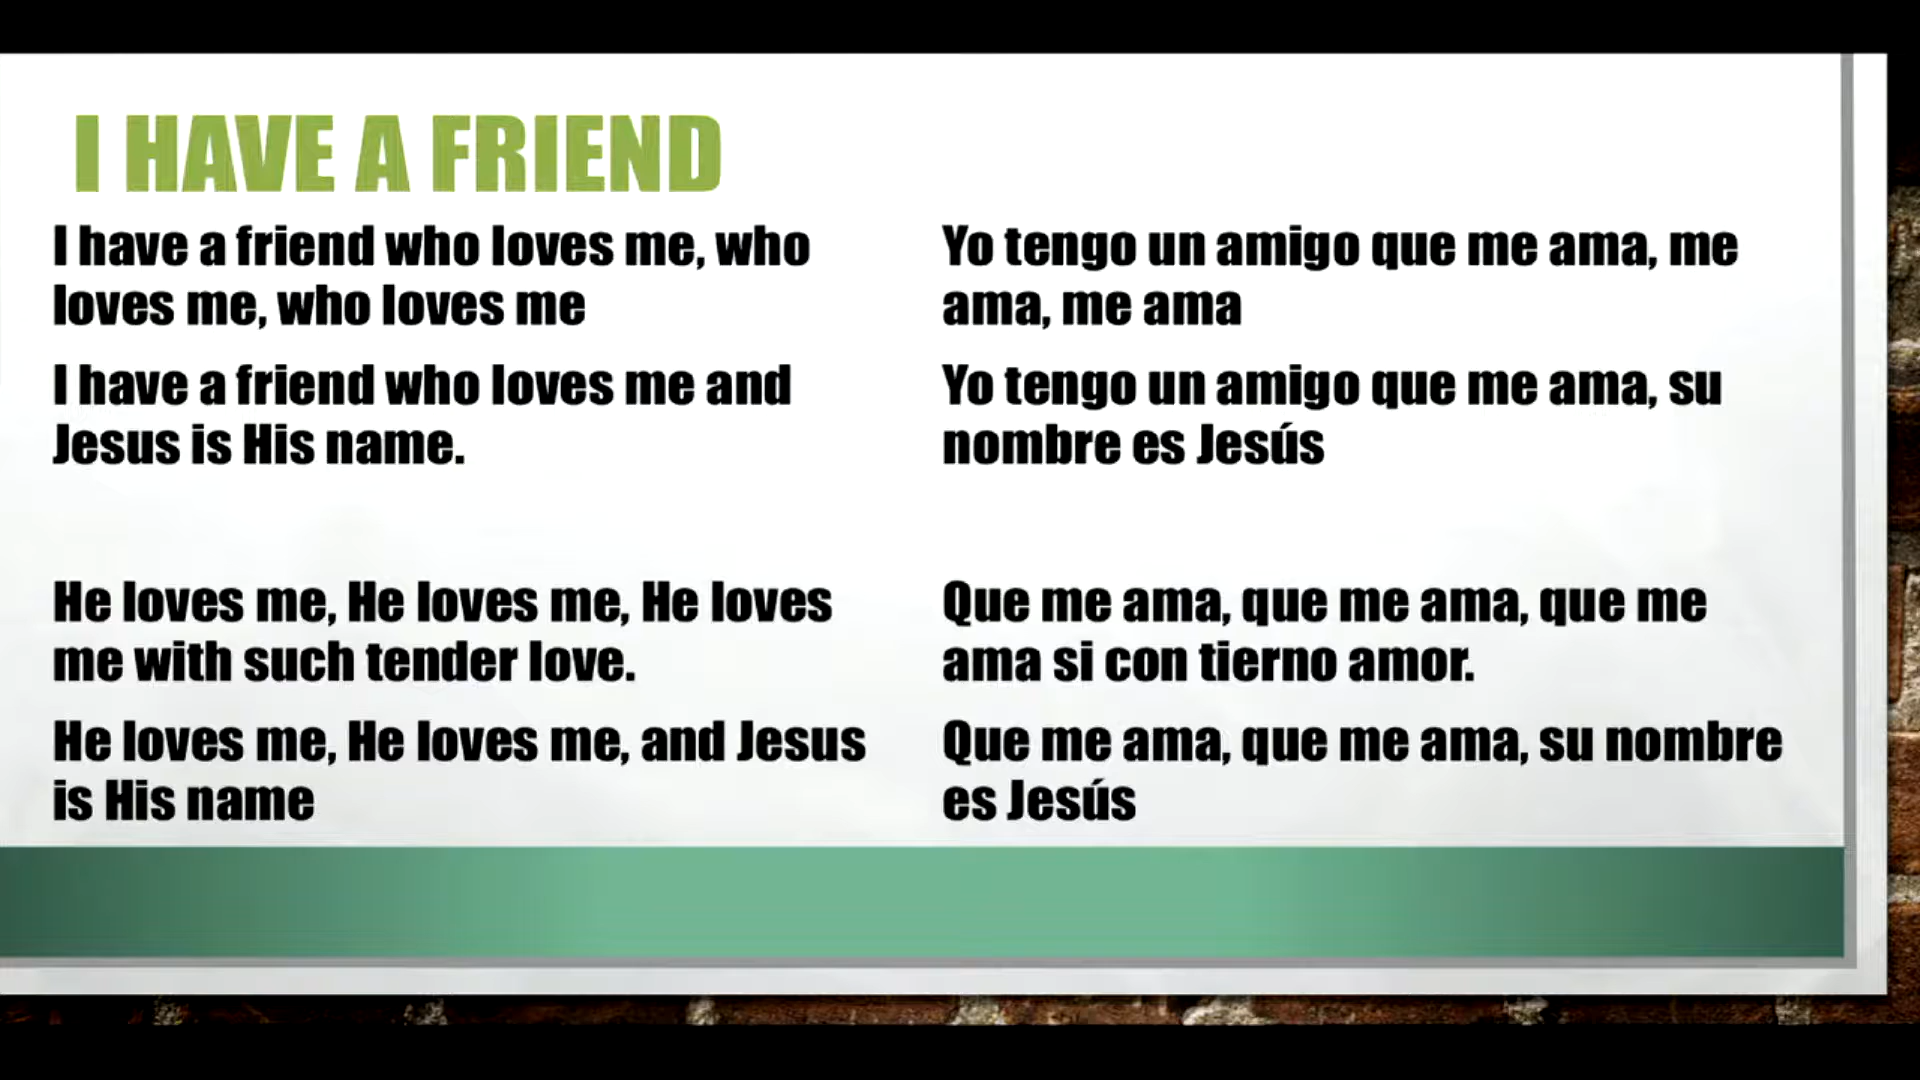 I HAVE A FRIEND
I have a friend who loves me, who
loves me, who loves me
I have a friend who loves me and
Jesus is His name.
He loves me, He loves me, He loves
me with such tender love.
He loves me, He loves me, and Jesus
is His name
Yo tengo un amigo que me ama, me
ama, me ama
Yo tengo un amigo que me ama, su
nombre es Jesús
Que me ama, que me ama, que me
ama si con tierno amor.
Que me ama, que me ama, su nombre
es Jesús